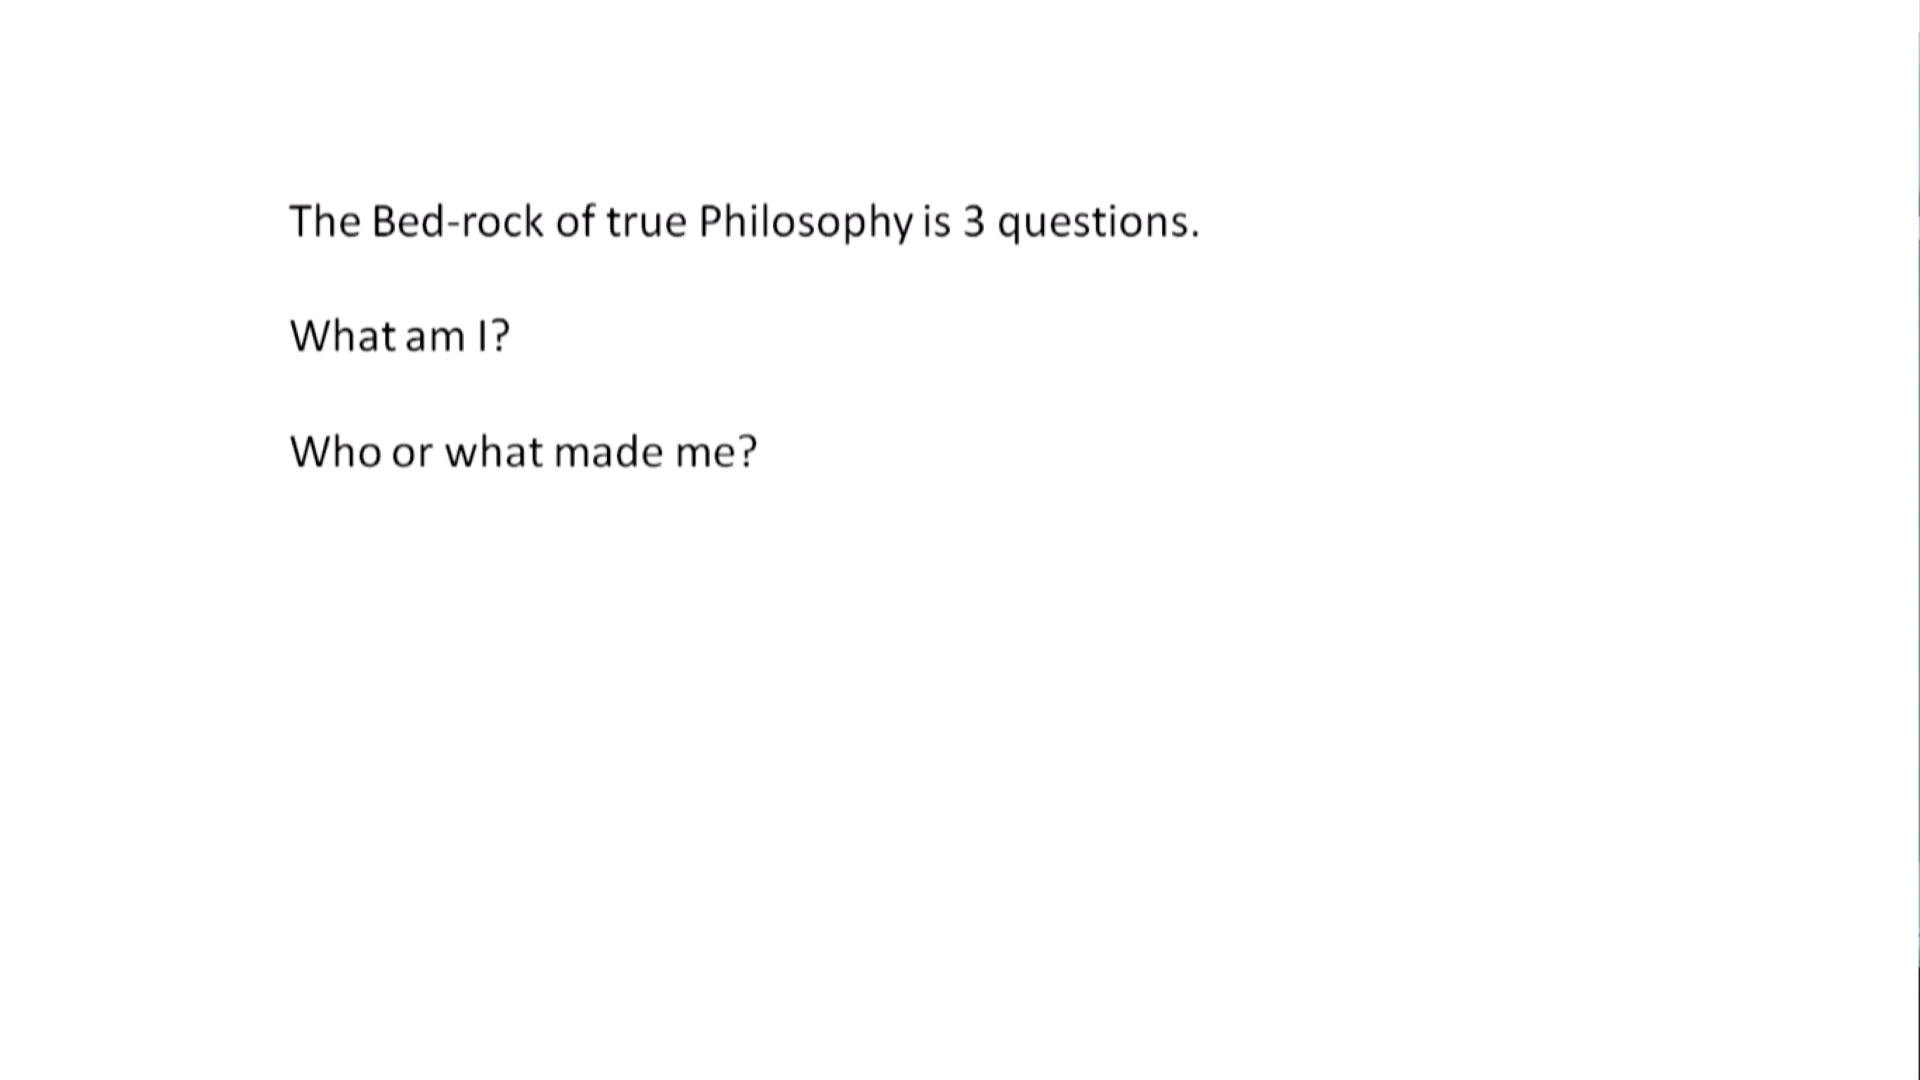 The Bed-rock of true Philosophy is 3 questions.
What am I?
Who or what made me?